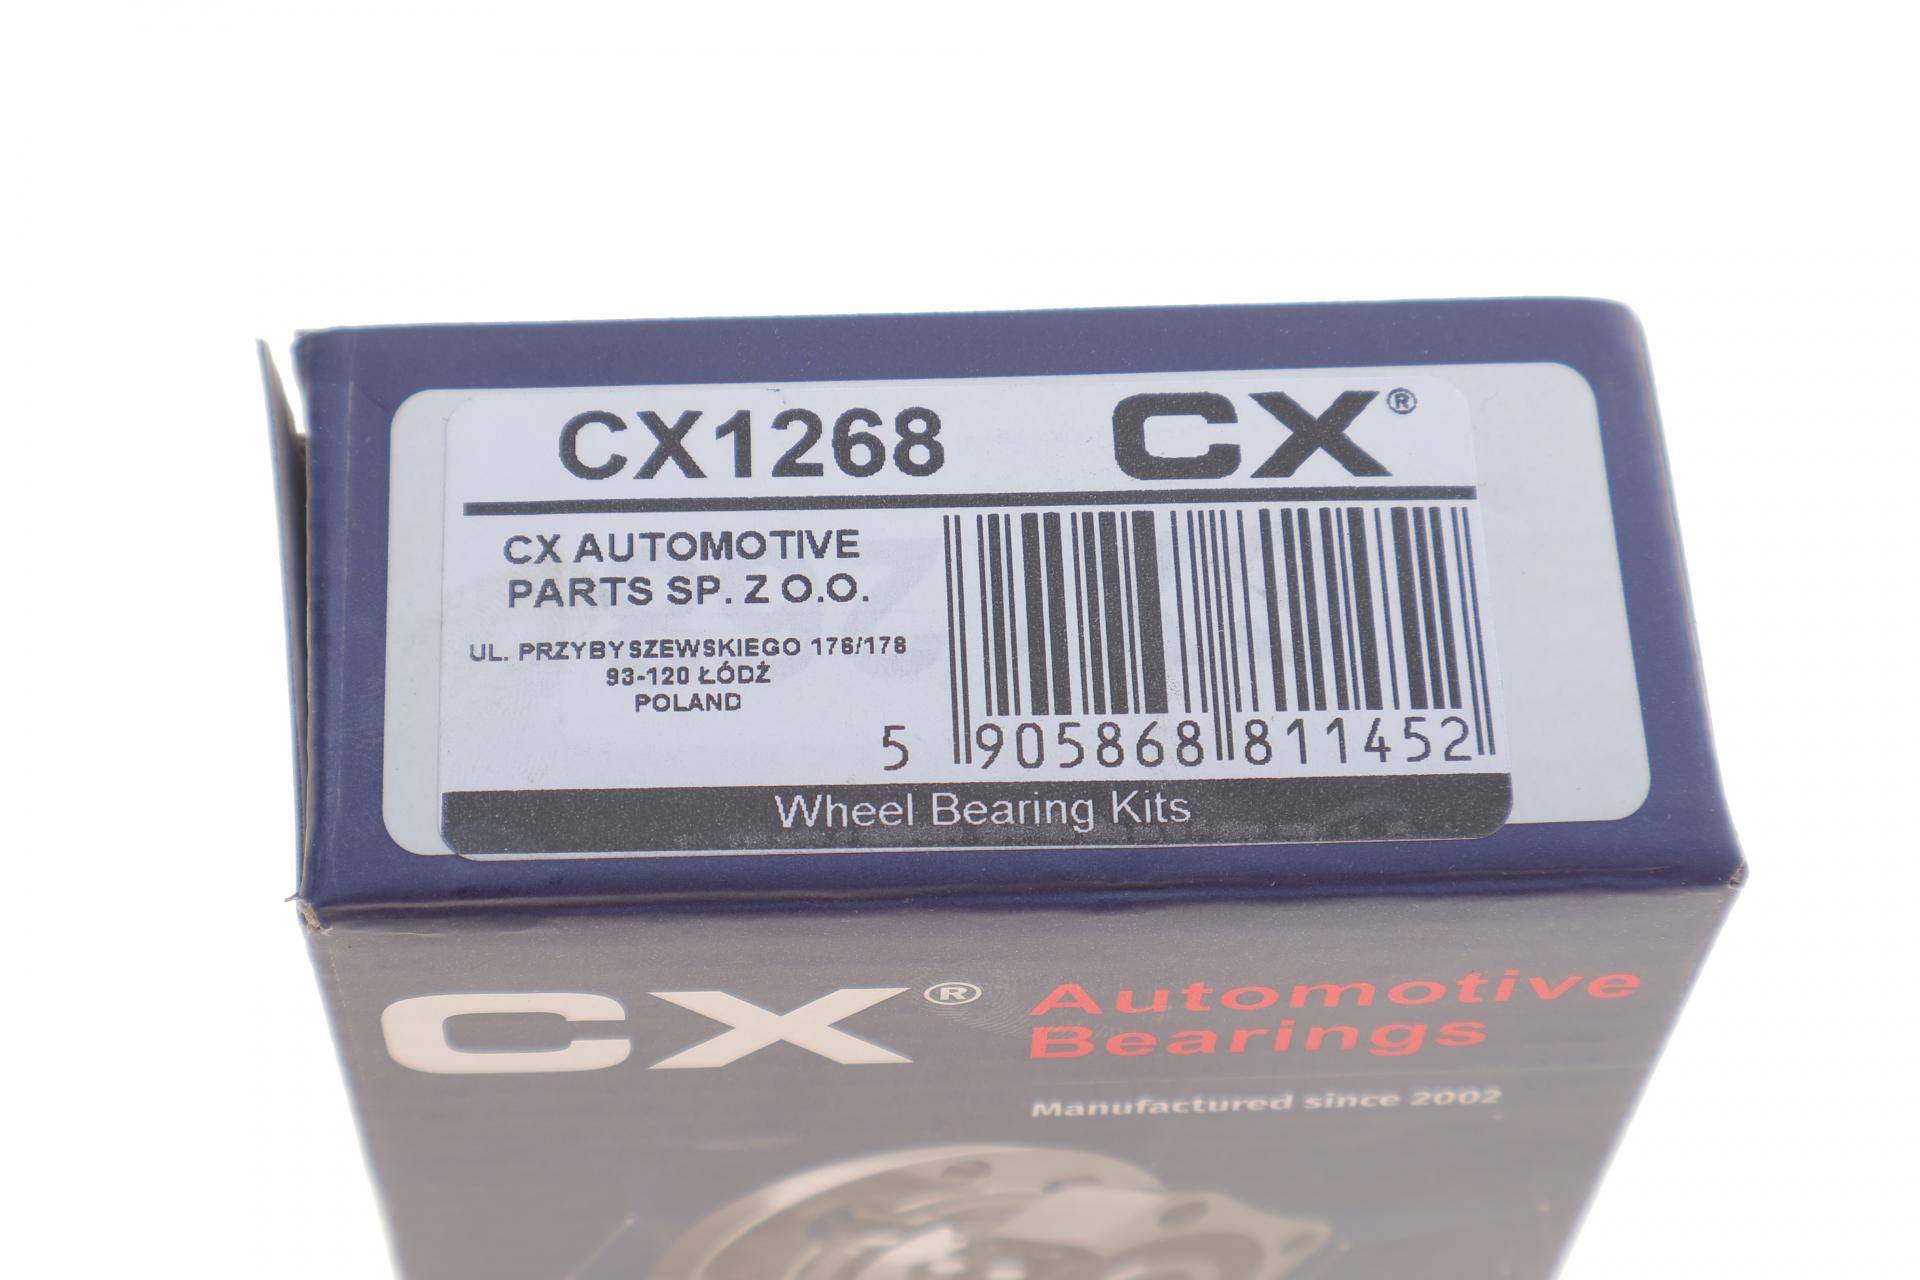 CX1268 CX®
CX AUTOMOTIVE
PARTS SP. Z O.O.
UL. PRZYBYSZEWSKIEGO 176/178
93-120 ŁÓDŹ
POLAND
5 905868 811452
Wheel Bearing Kits
CX® Automotive
Bearings
Manufactured since 2002